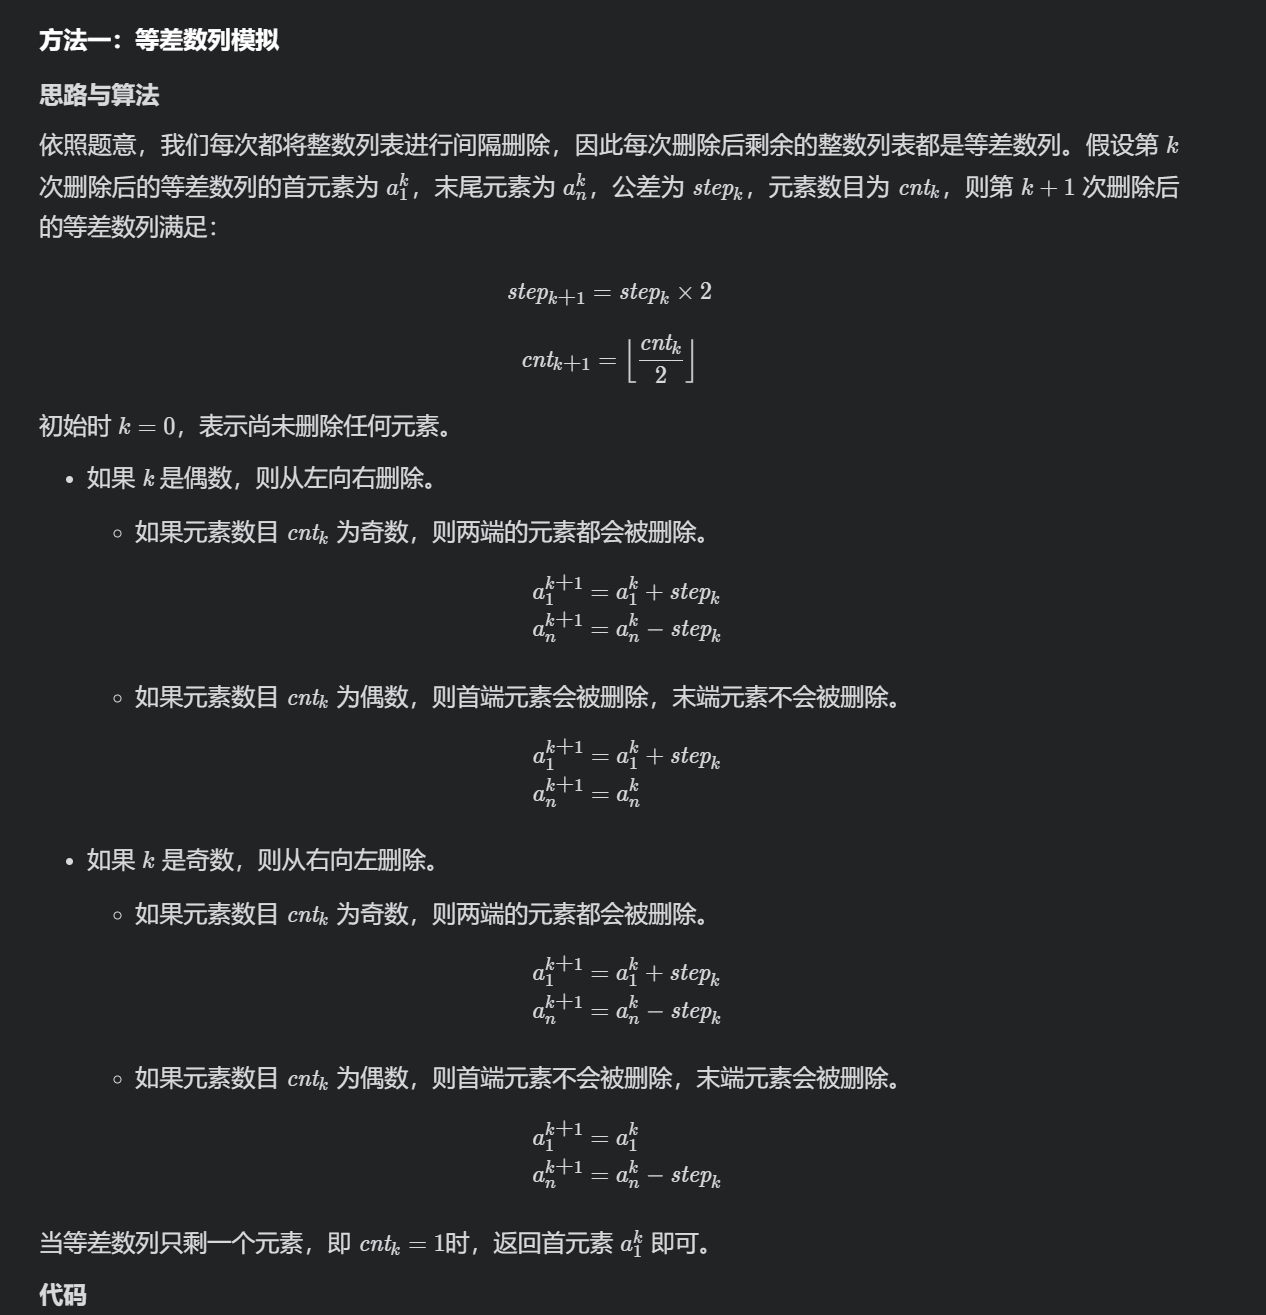 方法一：等差数列模拟
思路与算法
依照题意，我们每次都将整数列表进行间隔删除，因此每次删除后剩余的整数列表都是等差数列。假设第 $k$
次删除后的等差数列的首元素为 $a_1^k$，末尾元素为 $a_n^k$，公差为 $step_k$，元素数目为 $cnt_k$，则第 $k+1$ 次删除后
的等差数列满足：
$step_{k+1} = step_k \times 2$
$cnt_{k+1} = \left\lfloor \frac{cnt_k}{2} \right\rfloor$
初始时 $k = 0$，表示尚未删除任何元素。
• 如果 $k$ 是偶数，则从左向右删除。
◦ 如果元素数目 $cnt_k$ 为奇数，则两端的元素都会被删除。
$a_1^{k+1} = a_1^k + step_k$
$a_n^{k+1} = a_n^k - step_k$
◦ 如果元素数目 $cnt_k$ 为偶数，则首端元素会被删除，末端元素不会被删除。
$a_1^{k+1} = a_1^k + step_k$
$a_n^{k+1} = a_n^k$
• 如果 $k$ 是奇数，则从右向左删除。
◦ 如果元素数目 $cnt_k$ 为奇数，则两端的元素都会被删除。
$a_1^{k+1} = a_1^k + step_k$
$a_n^{k+1} = a_n^k - step_k$
◦ 如果元素数目 $cnt_k$ 为偶数，则首端元素不会被删除，末端元素会被删除。
$a_1^{k+1} = a_1^k$
$a_n^{k+1} = a_n^k - step_k$
当等差数列只剩一个元素，即 $cnt_k = 1$时，返回首元素 $a_1^k$ 即可。
代码